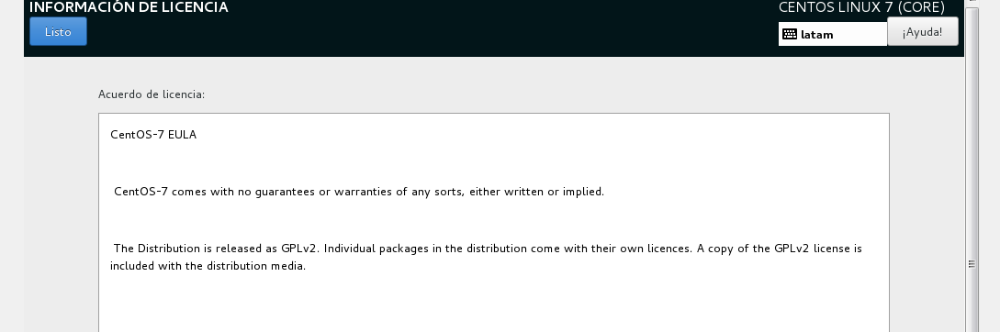 INFORMACIÓN DE LICENCIA
CENTOS LINUX 7 (CORE)
Listo
latam
¡Ayuda!
Acuerdo de licencia:
CentOS-7 EULA
CentOS-7 comes with no guarantees or warranties of any sorts, either written or implied.
The Distribution is released as GPLv2. Individual packages in the distribution come with their own licences. A copy of the GPLv2 license is
included with the distribution media.